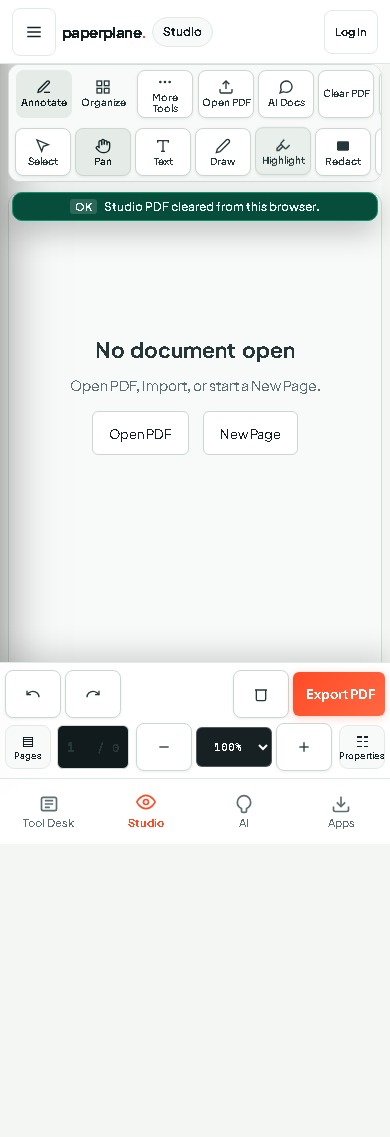 paperplane.
Studio
Log In
Annotate
Organize
More Tools
Open PDF
AI Docs
Clear PDF
Select
Pan
Text
Draw
Highlight
Redact
OK Studio PDF cleared from this browser.
No document open
Open PDF, Import, or start a New Page.
Open PDF
New Page
Export PDF
Pages
1 / 0
100%
Properties
Tool Desk
Studio
AI
Apps